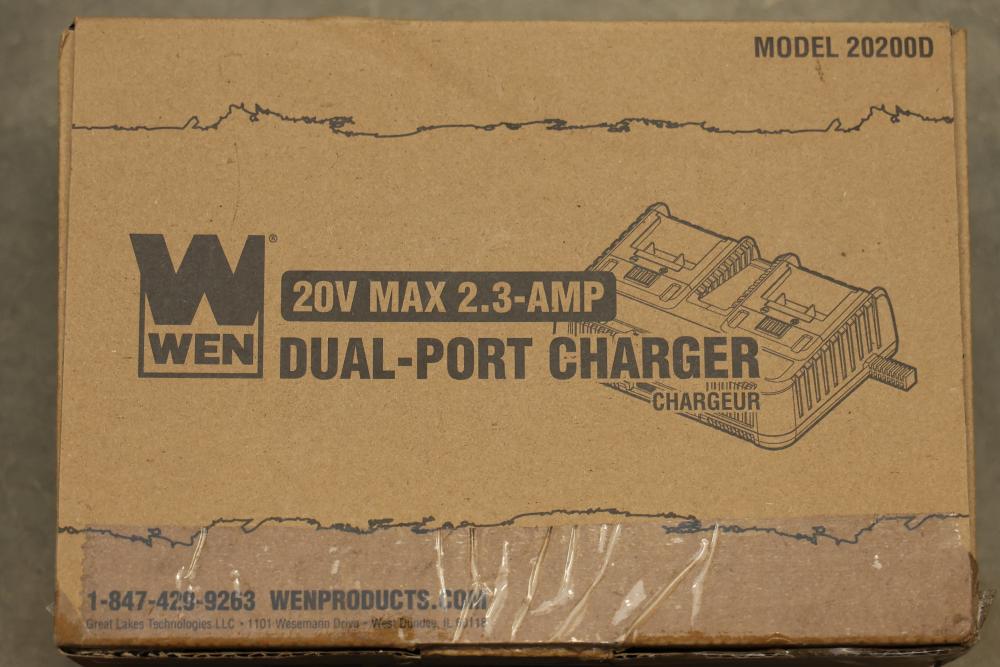 MODEL 20200D
WEN®
20V MAX 2.3-AMP
DUAL-PORT CHARGER
CHARGEUR
1-847-429-9263 WENPRODUCTS.COM
Great Lakes Technologies LLC • 1101 Wesemann Drive • West Dundee, IL 60118